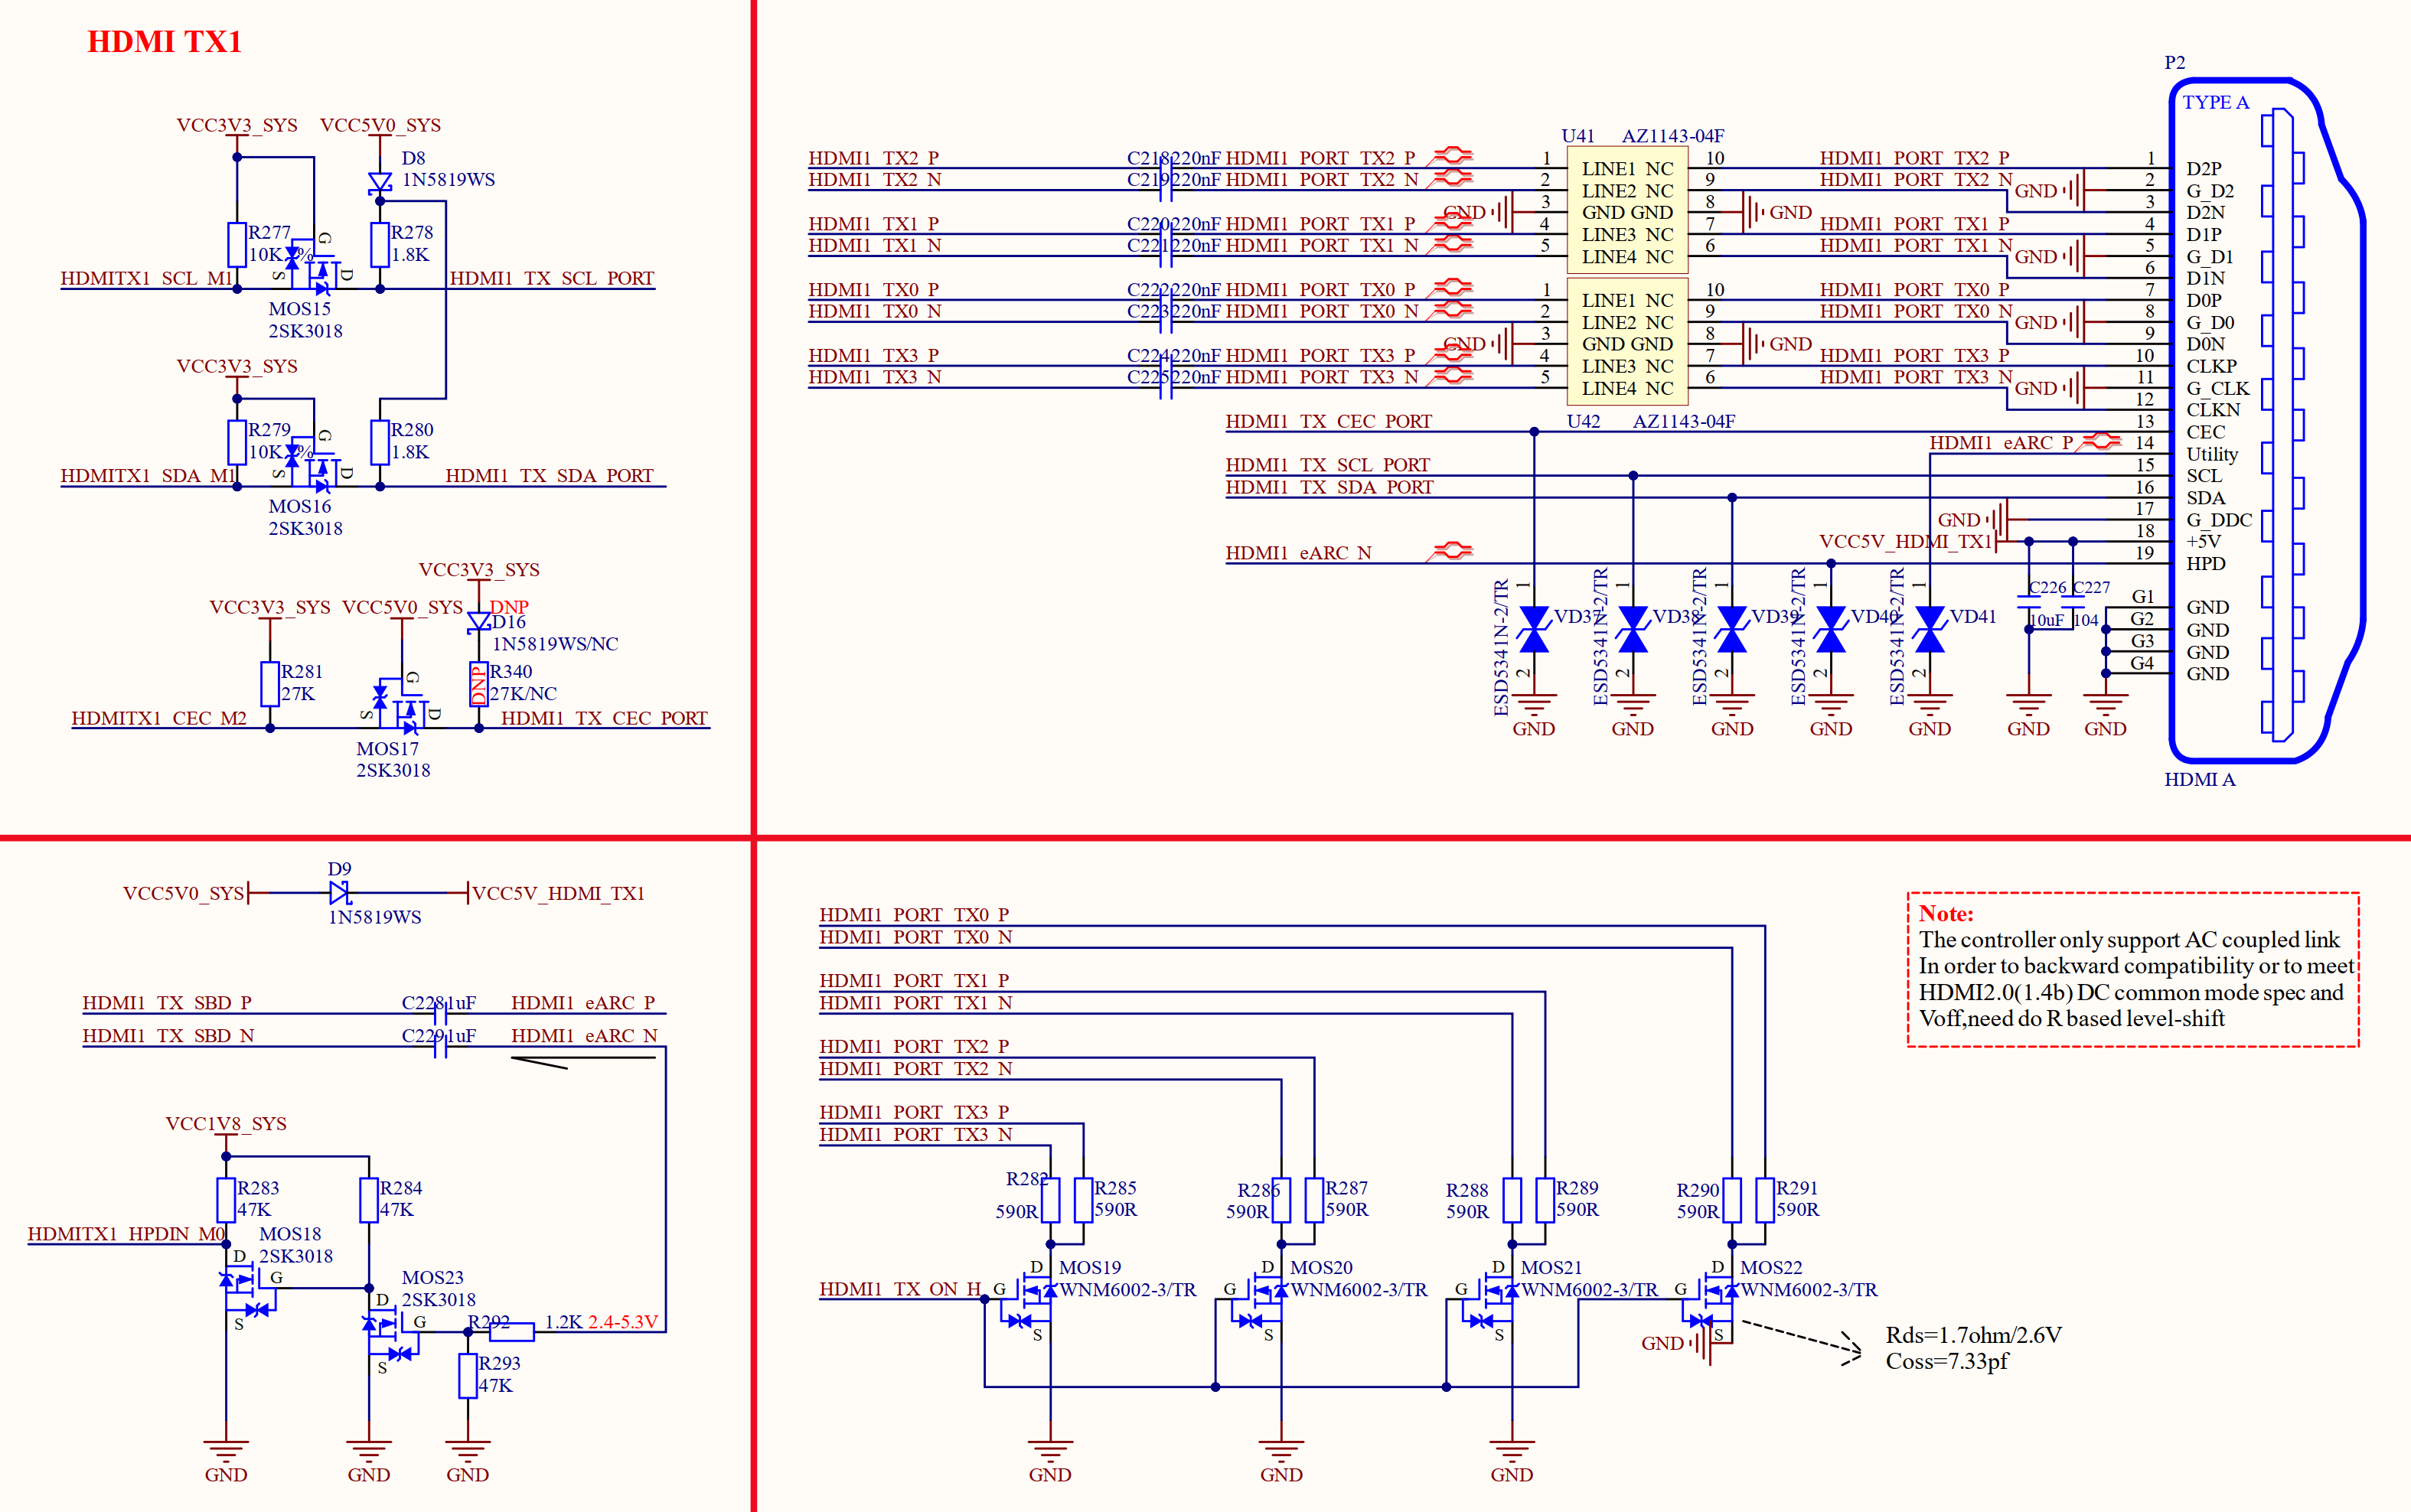 HDMI TX1
VCC3V3_SYS
VCC5V0_SYS
D8
1N5819WS
R277
10K
%
G
S
D
R278
1.8K
HDMITX1_SCL_M1
HDMI1_TX_SCL_PORT
MOS15
2SK3018
VCC3V3_SYS
R279
10K
%
G
S
D
R280
1.8K
HDMITX1_SDA_M1
HDMI1_TX_SDA_PORT
MOS16
2SK3018
VCC3V3_SYS
VCC3V3_SYS
VCC5V0_SYS
DNP
D16
1N5819WS/NC
R281
27K
G
S
D
DNP
R340
27K/NC
HDMITX1_CEC_M2
HDMI1_TX_CEC_PORT
MOS17
2SK3018
P2
TYPE A
U41 AZ1143-04F
HDMI1_TX2_P C218 220nF HDMI1_PORT_TX2_P 1 LINE1 NC 10 HDMI1_PORT_TX2_P 1 D2P
HDMI1_TX2_N C219 220nF HDMI1_PORT_TX2_N 2 LINE2 NC 9 HDMI1_PORT_TX2_N GND 2 G_D2
GND 3 GND GND 8 GND 3 D2N
HDMI1_TX1_P C220 220nF HDMI1_PORT_TX1_P 4 LINE3 NC 7 HDMI1_PORT_TX1_P 4 D1P
HDMI1_TX1_N C221 220nF HDMI1_PORT_TX1_N 5 LINE4 NC 6 HDMI1_PORT_TX1_N GND 5 G_D1
6 D1N
HDMI1_TX0_P C222 220nF HDMI1_PORT_TX0_P 1 LINE1 NC 10 HDMI1_PORT_TX0_P 7 D0P
HDMI1_TX0_N C223 220nF HDMI1_PORT_TX0_N 2 LINE2 NC 9 HDMI1_PORT_TX0_N GND 8 G_D0
GND 3 GND GND 8 GND 9 D0N
HDMI1_TX3_P C224 220nF HDMI1_PORT_TX3_P 4 LINE3 NC 7 HDMI1_PORT_TX3_P 10 CLKP
HDMI1_TX3_N C225 220nF HDMI1_PORT_TX3_N 5 LINE4 NC 6 HDMI1_PORT_TX3_N GND 11 G_CLK
12 CLKN
U42 AZ1143-04F
HDMI1_TX_CEC_PORT 13 CEC
HDMI1_eARC_P 14 Utility
HDMI1_TX_SCL_PORT 15 SCL
HDMI1_TX_SDA_PORT 16 SDA
GND 17 G_DDC
VCC5V_HDMI_TX1 18 +5V
HDMI1_eARC_N 19 HPD
ESD5341N-2/TR 1 2 VD37
ESD5341N-2/TR 1 2 VD38
ESD5341N-2/TR 1 2 VD39
ESD5341N-2/TR 1 2 VD40
ESD5341N-2/TR 1 2 VD41
C226 C227
10uF 104
G1 GND
G2 GND
G3 GND
G4 GND
GND GND GND GND GND GND GND
HDMI A
D9
VCC5V0_SYS
VCC5V_HDMI_TX1
1N5819WS
HDMI1_TX_SBD_P C228 1uF HDMI1_eARC_P
HDMI1_TX_SBD_N C229 1uF HDMI1_eARC_N
VCC1V8_SYS
R283
47K
R284
47K
HDMITX1_HPDIN_M0
MOS18
2SK3018
D
G
S
MOS23
2SK3018
D
G
S
R292 1.2K 2.4-5.3V
R293
47K
GND GND GND
HDMI1_PORT_TX0_P
HDMI1_PORT_TX0_N
HDMI1_PORT_TX1_P
HDMI1_PORT_TX1_N
HDMI1_PORT_TX2_P
HDMI1_PORT_TX2_N
HDMI1_PORT_TX3_P
HDMI1_PORT_TX3_N
R282
590R
R285
590R
R286
590R
R287
590R
R288
590R
R289
590R
R290
590R
R291
590R
HDMI1_TX_ON_H
D
G
S
MOS19
WNM6002-3/TR
D
G
S
MOS20
WNM6002-3/TR
D
G
S
MOS21
WNM6002-3/TR
D
G
S
MOS22
WNM6002-3/TR
GND
Rds=1.7ohm/2.6V
Coss=7.33pf
GND GND GND
Note:
The controller only support AC coupled link
In order to backward compatibility or to meet
HDMI2.0(1.4b) DC common mode spec and
Voff,need do R based level-shift